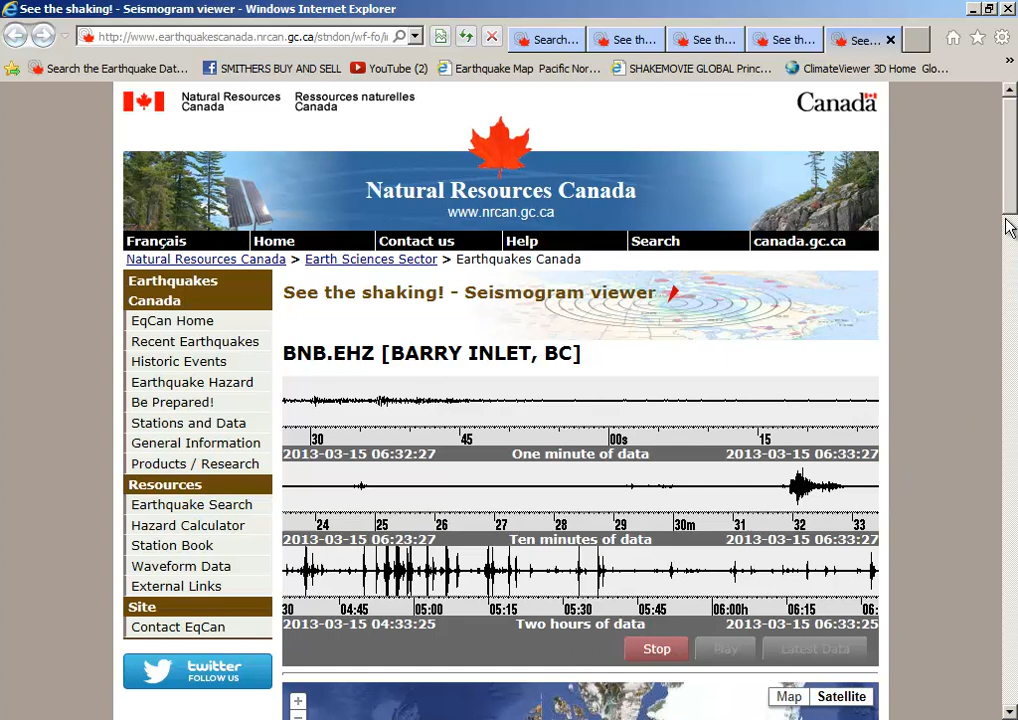 See the shaking! - Seismogram viewer - Windows Internet Explorer
http://www.earthquakescanada.nrcan.gc.ca/stndon/wf-fo/i
Search...
See th...
See th...
See th...
See...
Search the Earthquake Dat...
SMITHERS BUY AND SELL
YouTube (2)
Earthquake Map Pacific Nor...
SHAKEMOVIE GLOBAL Princ...
ClimateViewer 3D Home Glo...
Natural Resources Canada
Ressources naturelles Canada
Canada
Natural Resources Canada
www.nrcan.gc.ca
Français Home Contact us Help Search canada.gc.ca
Natural Resources Canada > Earth Sciences Sector > Earthquakes Canada
Earthquakes
Canada
EqCan Home
Recent Earthquakes
Historic Events
Earthquake Hazard
Be Prepared!
Stations and Data
General Information
Products / Research
Resources
Earthquake Search
Hazard Calculator
Station Book
Waveform Data
External Links
Site
Contact EqCan
twitter
FOLLOW US
See the shaking! - Seismogram viewer
BNB.EHZ [BARRY INLET, BC]
30 45 00s 15
2013-03-15 06:32:27 One minute of data 2013-03-15 06:33:27
24 25 26 27 28 29 30m 31 32 33
2013-03-15 06:23:27 Ten minutes of data 2013-03-15 06:33:27
30 04:45 05:00 05:15 05:30 05:45 06:00h 06:15 06:
2013-03-15 04:33:25 Two hours of data 2013-03-15 06:33:25
Stop Play Latest Data
Map Satellite